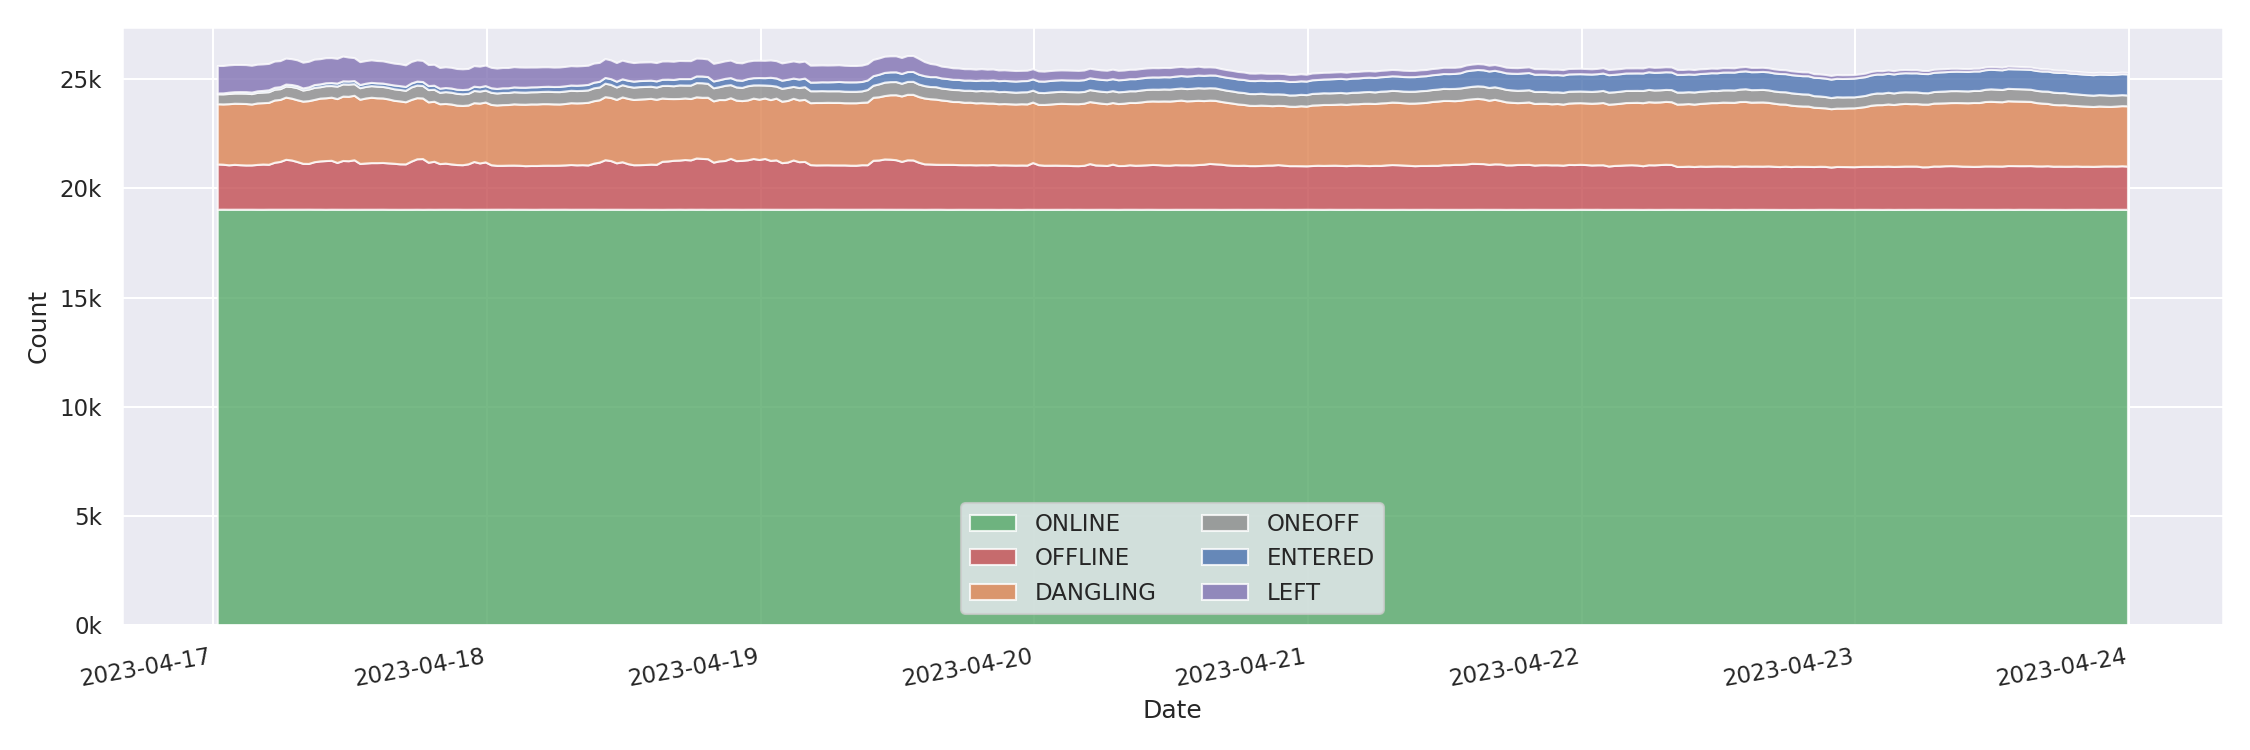 Count
25k
20k
15k
10k
5k
0k
ONLINE
OFFLINE
DANGLING
ONEOFF
ENTERED
LEFT
2023-04-17
2023-04-18
2023-04-19
2023-04-20
2023-04-21
2023-04-22
2023-04-23
2023-04-24
Date